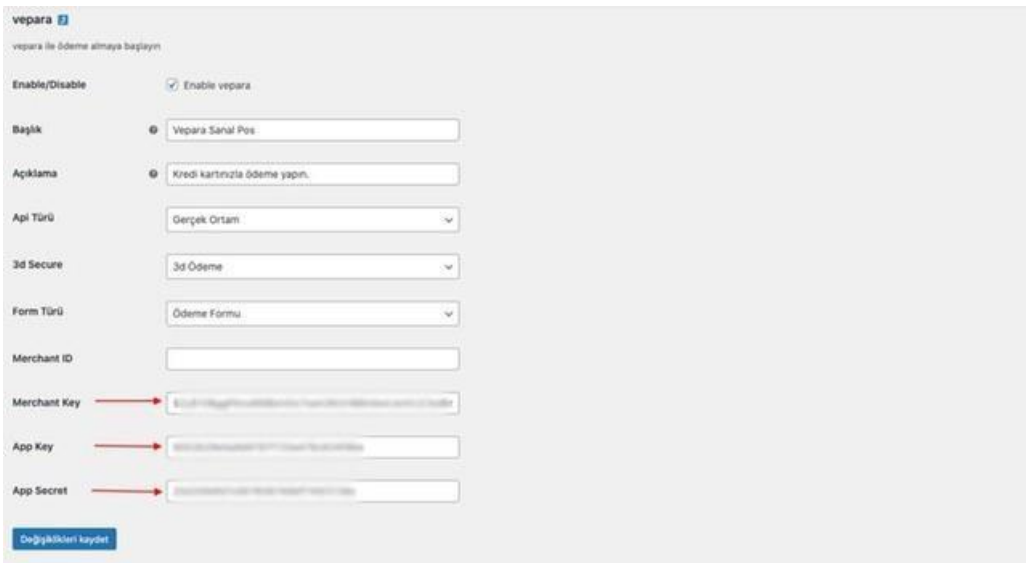 vepara
vepara ile ödeme almaya başlayın
Enable/Disable Enable vepara
Başlık Vepara Sanal Pos
Açıklama Kredi kartınızla ödeme yapın.
Api Türü Gerçek Ortam
3d Secure 3d Ödeme
Form Türü Ödeme Formu
Merchant ID
Merchant Key
App Key
App Secret
Değişiklikleri kaydet